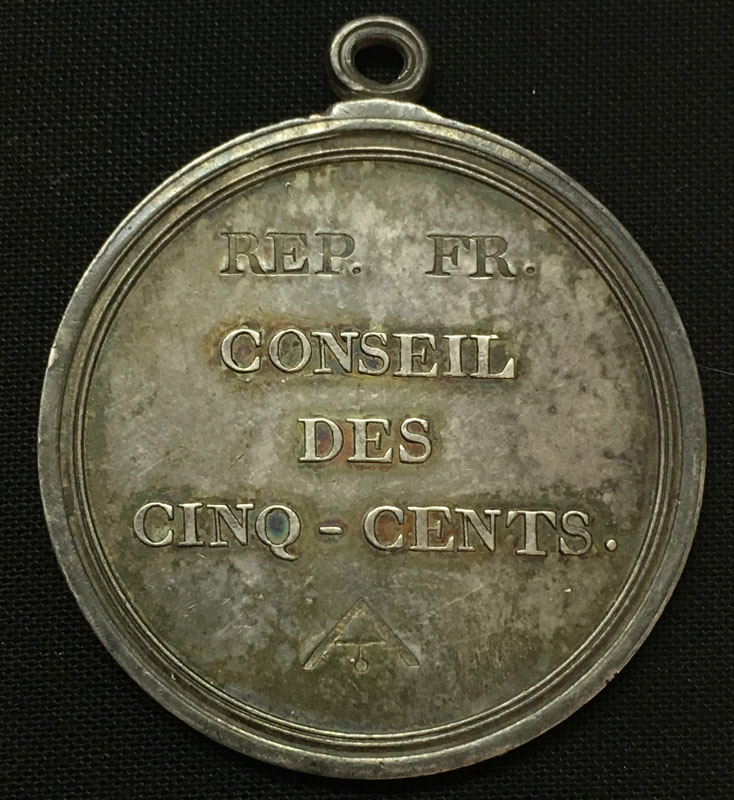 REP. FR.
CONSEIL
DES
CINQ - CENTS.